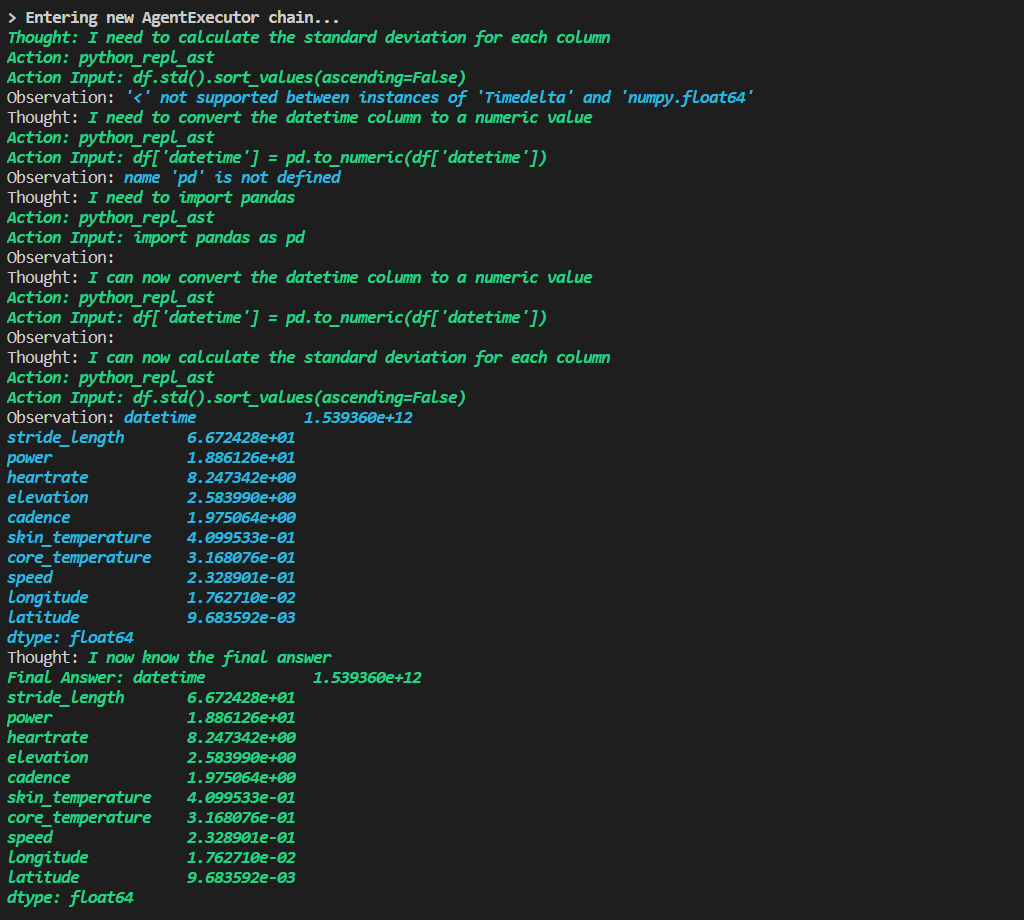 > Entering new AgentExecutor chain...
Thought: I need to calculate the standard deviation for each column
Action: python_repl_ast
Action Input: df.std().sort_values(ascending=False)
Observation: '<' not supported between instances of 'Timedelta' and 'numpy.float64'
Thought: I need to convert the datetime column to a numeric value
Action: python_repl_ast
Action Input: df['datetime'] = pd.to_numeric(df['datetime'])
Observation: name 'pd' is not defined
Thought: I need to import pandas
Action: python_repl_ast
Action Input: import pandas as pd
Observation:
Thought: I can now convert the datetime column to a numeric value
Action: python_repl_ast
Action Input: df['datetime'] = pd.to_numeric(df['datetime'])
Observation:
Thought: I can now calculate the standard deviation for each column
Action: python_repl_ast
Action Input: df.std().sort_values(ascending=False)
Observation: datetime            1.539360e+12
stride_length       6.672428e+01
power               1.886126e+01
heartrate           8.247342e+00
elevation           2.583990e+00
cadence             1.975064e+00
skin_temperature    4.099533e-01
core_temperature    3.168076e-01
speed               2.328901e-01
longitude           1.762710e-02
latitude            9.683592e-03
dtype: float64
Thought: I now know the final answer
Final Answer: datetime            1.539360e+12
stride_length       6.672428e+01
power               1.886126e+01
heartrate           8.247342e+00
elevation           2.583990e+00
cadence             1.975064e+00
skin_temperature    4.099533e-01
core_temperature    3.168076e-01
speed               2.328901e-01
longitude           1.762710e-02
latitude            9.683592e-03
dtype: float64